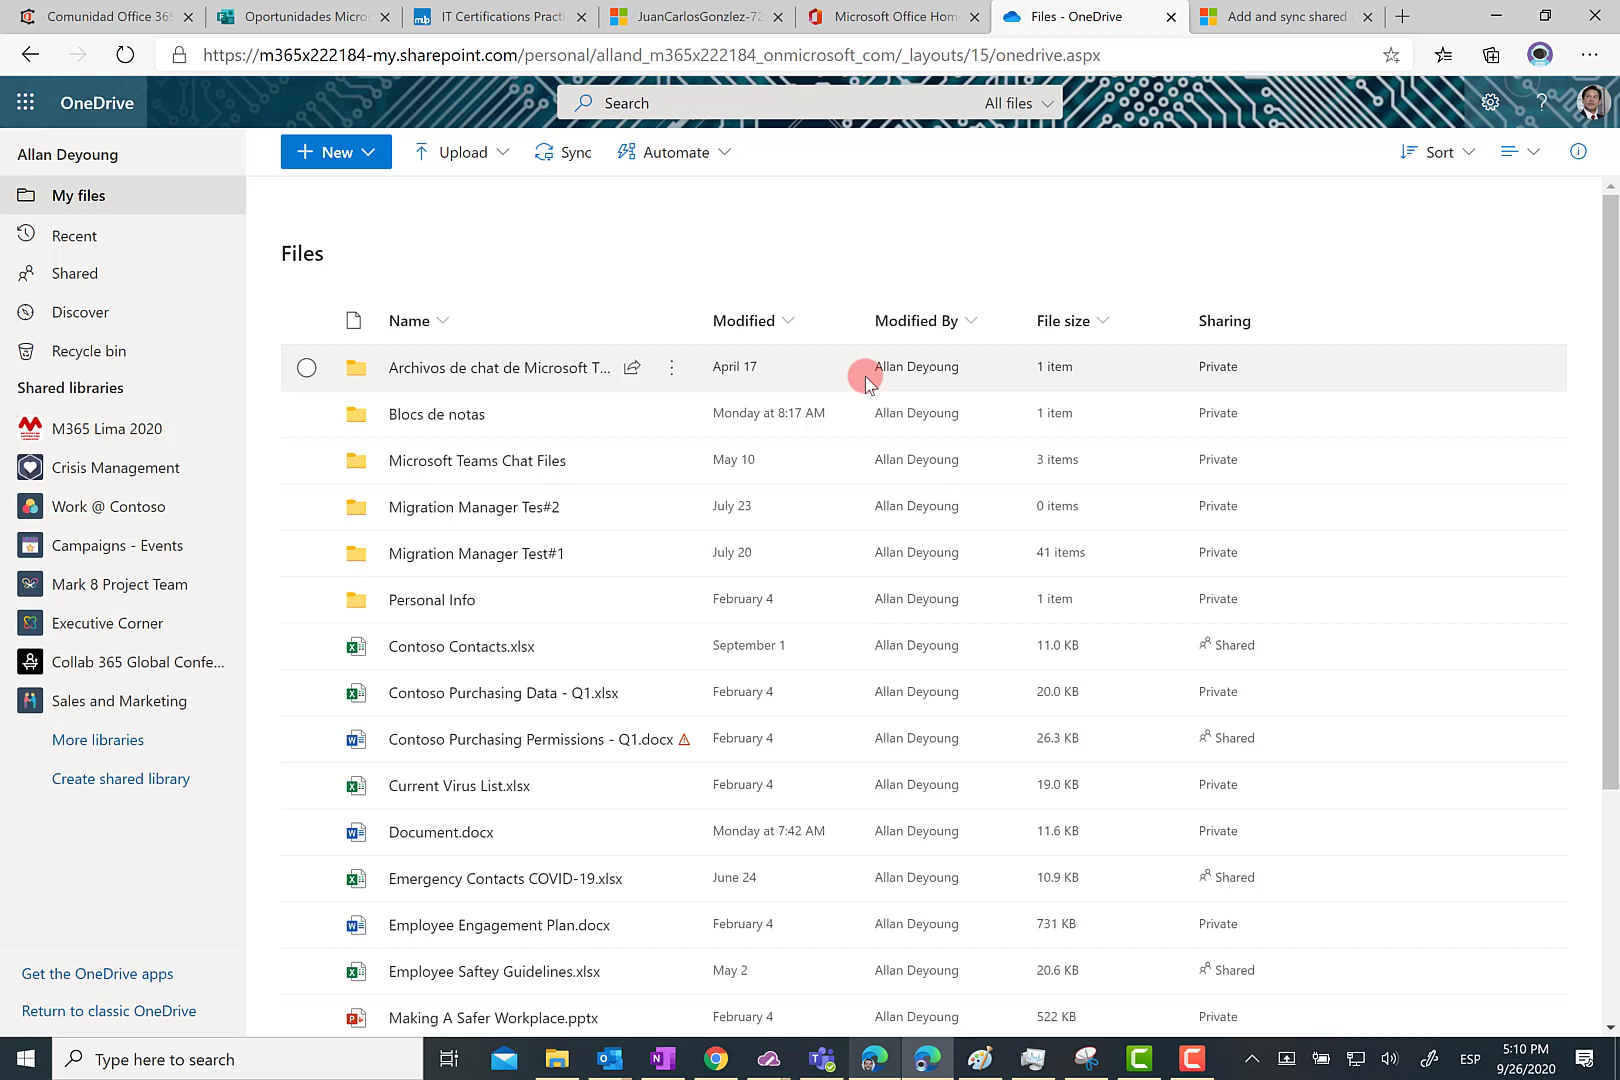 Comunidad Office 365
Oportunidades Micros
IT Certifications Practi
JuanCarlosGonzlez-72
Microsoft Office Hom
Files - OneDrive
Add and sync shared
https://m365x222184-my.sharepoint.com/personal/alland_m365x222184_onmicrosoft_com/_layouts/15/onedrive.aspx
OneDrive
Search
All files
Allan Deyoung
New
Upload
Sync
Automate
Sort
My files
Recent
Shared
Discover
Recycle bin
Shared libraries
M365 Lima 2020
Crisis Management
Work @ Contoso
Campaigns - Events
Mark 8 Project Team
Executive Corner
Collab 365 Global Confe...
Sales and Marketing
More libraries
Create shared library
Get the OneDrive apps
Return to classic OneDrive
Files
Name Modified Modified By File size Sharing
Archivos de chat de Microsoft T... April 17 Allan Deyoung 1 item Private
Blocs de notas Monday at 8:17 AM Allan Deyoung 1 item Private
Microsoft Teams Chat Files May 10 Allan Deyoung 3 items Private
Migration Manager Tes#2 July 23 Allan Deyoung 0 items Private
Migration Manager Test#1 July 20 Allan Deyoung 41 items Private
Personal Info February 4 Allan Deyoung 1 item Private
Contoso Contacts.xlsx September 1 Allan Deyoung 11.0 KB Shared
Contoso Purchasing Data - Q1.xlsx February 4 Allan Deyoung 20.0 KB Private
Contoso Purchasing Permissions - Q1.docx February 4 Allan Deyoung 26.3 KB Shared
Current Virus List.xlsx February 4 Allan Deyoung 19.0 KB Private
Document.docx Monday at 7:42 AM Allan Deyoung 11.6 KB Private
Emergency Contacts COVID-19.xlsx June 24 Allan Deyoung 10.9 KB Shared
Employee Engagement Plan.docx February 4 Allan Deyoung 731 KB Private
Employee Saftey Guidelines.xlsx May 2 Allan Deyoung 20.6 KB Shared
Making A Safer Workplace.pptx February 4 Allan Deyoung 522 KB Private
Type here to search
ESP
5:10 PM
9/26/2020